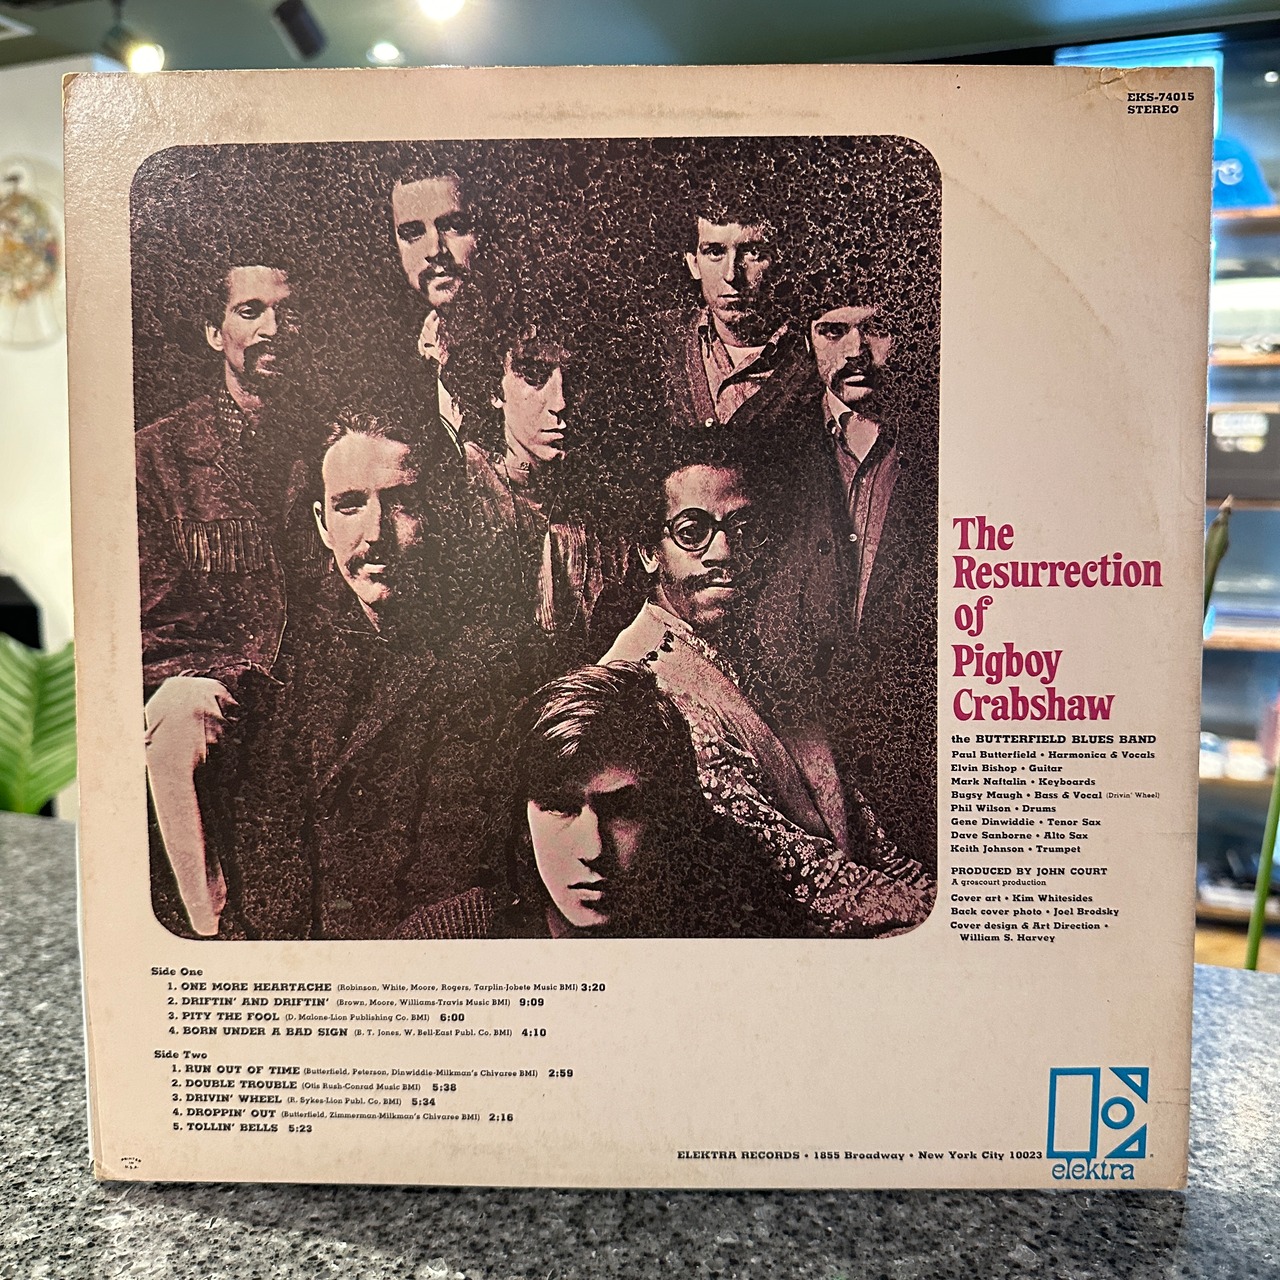 EKS-74015
STEREO
The
Resurrection
of
Pigboy
Crabshaw
the BUTTERFIELD BLUES BAND
Paul Butterfield • Harmonica & Vocals
Elvin Bishop • Guitar
Mark Naftalin • Keyboards
Bugsy Maugh • Bass & Vocal (Drivin' Wheel)
Phil Wilson • Drums
Gene Dinwiddie • Tenor Sax
Dave Sanborne • Alto Sax
Keith Johnson • Trumpet
PRODUCED BY JOHN COURT
A groscourt production
Cover art • Kim Whitesides
Back cover photo • Joel Brodsky
Cover design & Art Direction •
William S. Harvey
Side One
1. ONE MORE HEARTACHE (Robinson, White, Moore, Rogers, Tarplin-Jobete Music BMI) 3:20
2. DRIFTIN' AND DRIFTIN' (Brown, Moore, Williams-Travis Music BMI) 9:09
3. PITY THE FOOL (D. Malone-Lion Publishing Co. BMI) 6:00
4. BORN UNDER A BAD SIGN (B. T. Jones, W. Bell-East Publ. Co. BMI) 4:10
Side Two
1. RUN OUT OF TIME (Butterfield, Peterson, Dinwiddie-Milkman's Chivaree BMI) 2:59
2. DOUBLE TROUBLE (Otis Rush-Conrad Music BMI) 5:38
3. DRIVIN' WHEEL (R. Sykes-Lion Publ. Co. BMI) 5:34
4. DROPPIN' OUT (Butterfield, Zimmerman-Milkman's Chivaree BMI) 2:16
5. TOLLIN' BELLS 5:23
PRINTED
IN
U.S.A.
ELEKTRA RECORDS • 1855 Broadway • New York City 10023
elektra